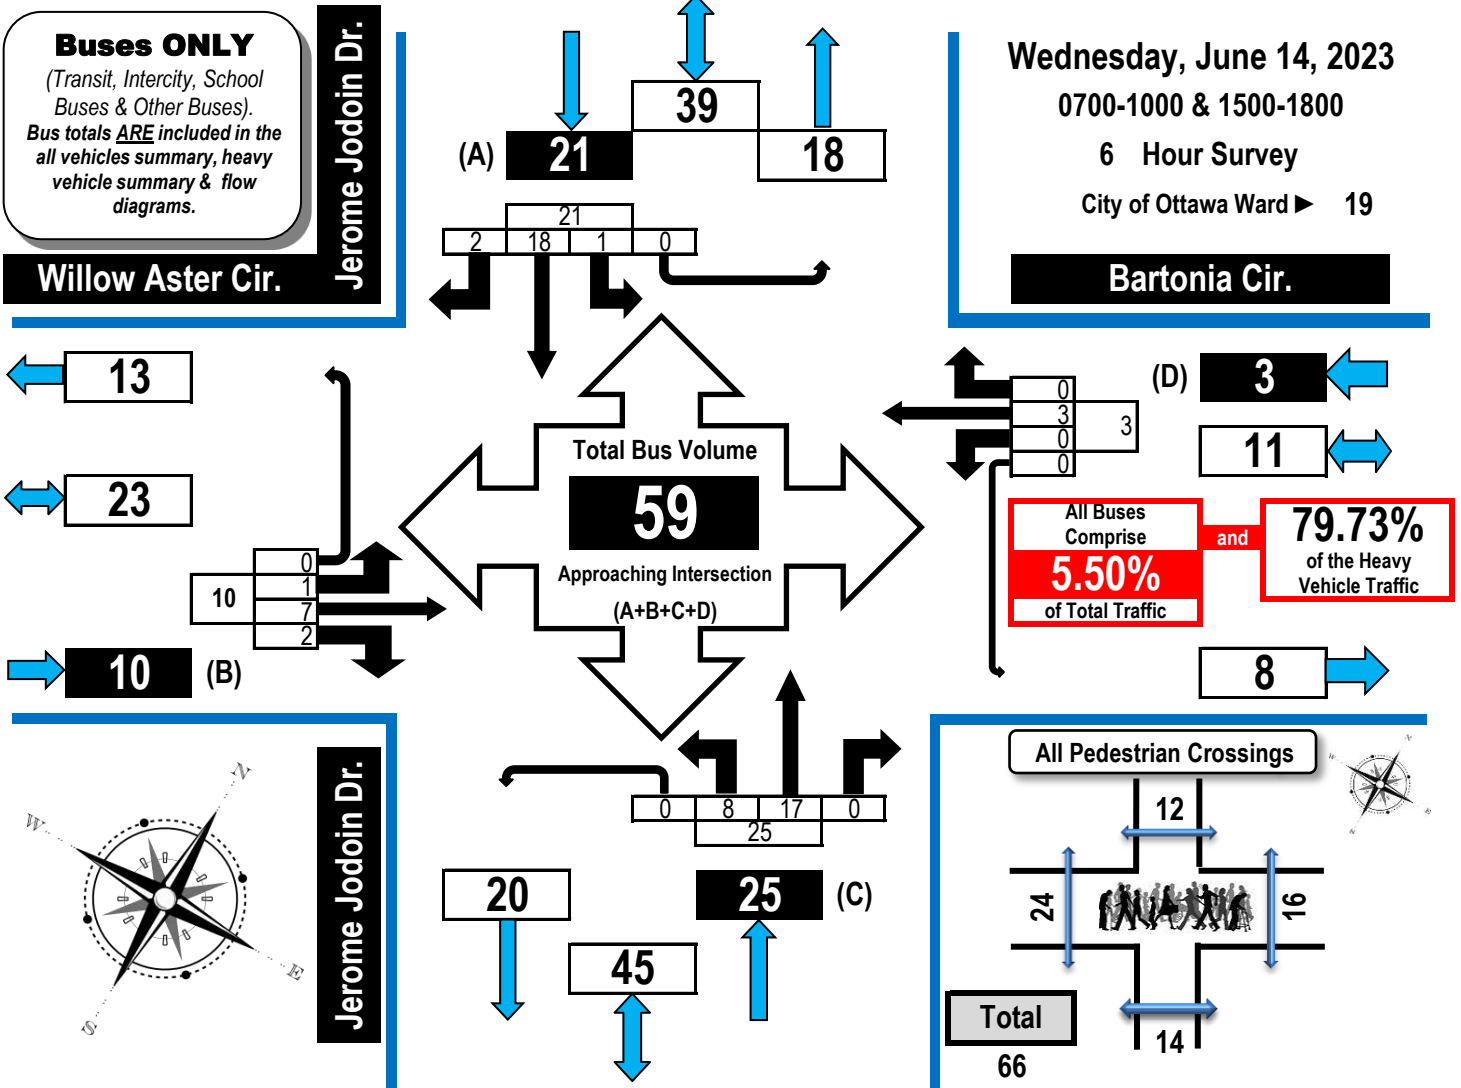 Buses ONLY
(Transit, Intercity, School
Buses & Other Buses).
Bus totals ARE included in the
all vehicles summary, heavy
vehicle summary & flow
diagrams.
Jerome Jodoin Dr.
Willow Aster Cir.
39
(A)
21
18
21
2 18 1 0
Wednesday, June 14, 2023
0700-1000 & 1500-1800
6 Hour Survey
City of Ottawa Ward ► 19
Bartonia Cir.
13
23
0
1
7
2
10
10
(B)
Total Bus Volume
59
Approaching Intersection
(A+B+C+D)
(D)
3
0
3
0
0
3
11
All Buses
Comprise
5.50%
of Total Traffic
and
79.73%
of the Heavy
Vehicle Traffic
8
Jerome Jodoin Dr.
N
W
E
S
0 8 17 0
25
20
25
(C)
45
All Pedestrian Crossings
N
W
E
S
12
24
16
14
Total
66